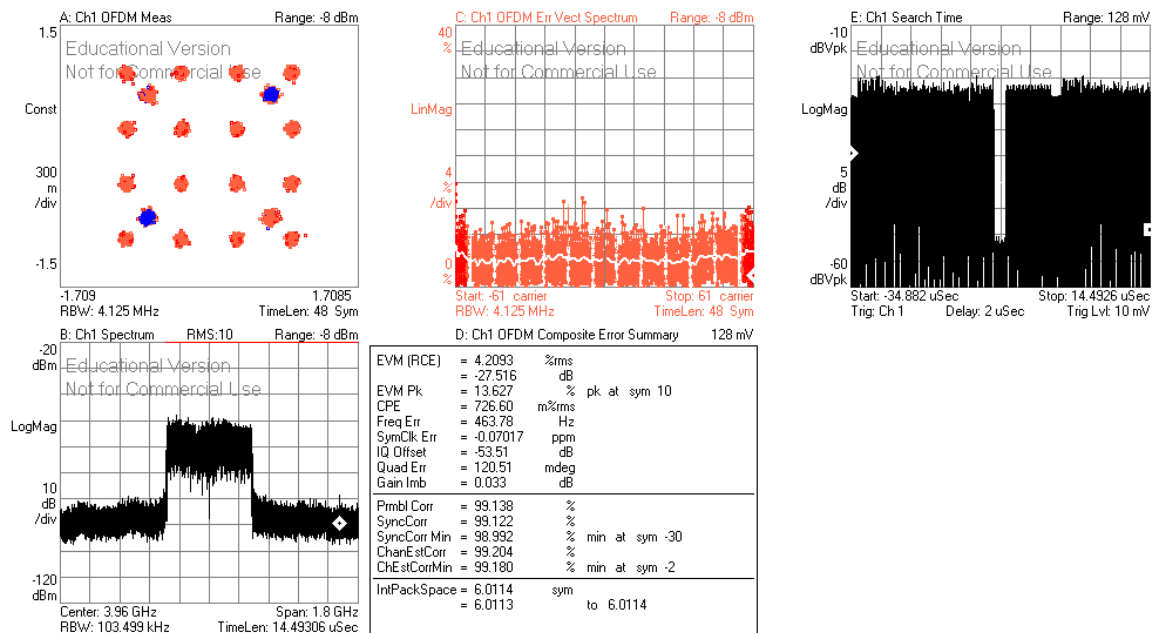 A: Ch1 OFDM Meas Range: -8 dBm
1.5
Educational Version
Not for Commercial Use
Const
300
m
/div
-1.5
-1.709 1.7085
RBW: 4.125 MHz TimeLen: 48 Sym
C: Ch1 OFDM Err Vect Spectrum Range: -8 dBm
40
%
Educational Version
Not for Commercial Use
LinMag
4
%
/div
0
%
Start: -61 carrier Stop: 61 carrier
RBW: 4.125 MHz TimeLen: 48 Sym
E: Ch1 Search Time Range: 128 mV
-10
dBVpk
Educational Version
Not for Commercial Use
LogMag
5
dB
/div
-60
dBVpk
Start: -34.882 uSec Stop: 14.4926 uSec
Trig: Ch 1 Delay: 2 uSec Trig Lvl: 10 mV
B: Ch1 Spectrum RMS:10 Range: -8 dBm
-20
dBm
Educational Version
Not for Commercial Use
LogMag
10
dB
/div
-120
dBm
Center: 3.96 GHz Span: 1.8 GHz
RBW: 103.499 kHz TimeLen: 14.49306 uSec
D: Ch1 OFDM Composite Error Summary 128 mV
EVM (RCE) = 4.2093 %rms
= -27.516 dB
EVM Pk = 13.627 % pk at sym 10
CPE = 726.60 m%rms
Freq Err = 463.78 Hz
SymClk Err = -0.07017 ppm
IQ Offset = -53.51 dB
Quad Err = 120.51 mdeg
Gain Imb = 0.033 dB
Prmbl Corr = 99.138 %
SyncCorr = 99.122 %
SyncCorr Min = 98.992 % min at sym -30
ChanEstCorr = 99.204 %
ChEstCorrMin = 99.180 % min at sym -2
IntPackSpace = 6.0114 sym
= 6.0113 to 6.0114